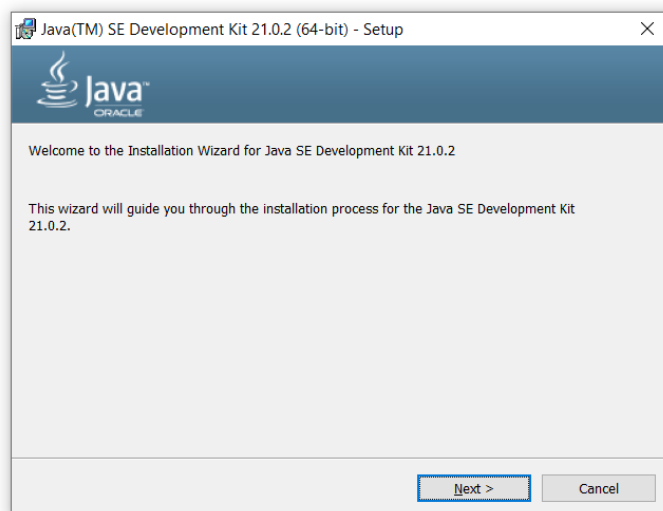 Java(TM) SE Development Kit 21.0.2 (64-bit) - Setup
Java™
ORACLE
Welcome to the Installation Wizard for Java SE Development Kit 21.0.2
This wizard will guide you through the installation process for the Java SE Development Kit
21.0.2.
Next >
Cancel